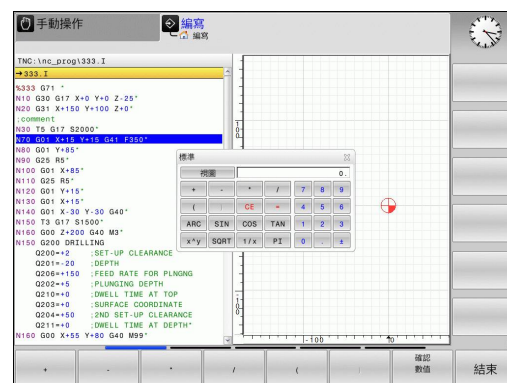 手動操作
編寫
編寫
TNC:\nc_prog\333.I
→333.I
%333 G71 *
N10 G30 G17 X+0 Y+0 Z-25*
N20 G31 X+150 Y+100 Z+0*
;comment
N30 T5 G17 S2000*
N70 G01 X+15 Y+15 G41 F350*
N80 G01 Y+85*
N90 G25 R5*
N100 G01 X+85*
N110 G25 R5*
N120 G01 Y+15*
N130 G01 X+15*
N140 G01 X-30 Y-30 G40*
N150 T3 G17 S1500*
N160 G00 Z+200 G40 M3*
N150 G200 DRILLING
Q200=+2 ;SET-UP CLEARANCE
Q201=-20 ;DEPTH
Q206=+150 ;FEED RATE FOR PLNGNG
Q202=+5 ;PLUNGING DEPTH
Q210=+0 ;DWELL TIME AT TOP
Q203=+0 ;SURFACE COORDINATE
Q204=+50 ;2ND SET-UP CLEARANCE
Q211=+0 ;DWELL TIME AT DEPTH*
N160 G00 X+55 Y+80 G40 M99*
標準
視圖 0.
+ - * / 7 8 9
( ) CE = 4 5 6
ARC SIN COS TAN 1 2 3
x^y SQRT 1/x PI 0 . ±
-100
+ - * / ( ) 確認數值 結束